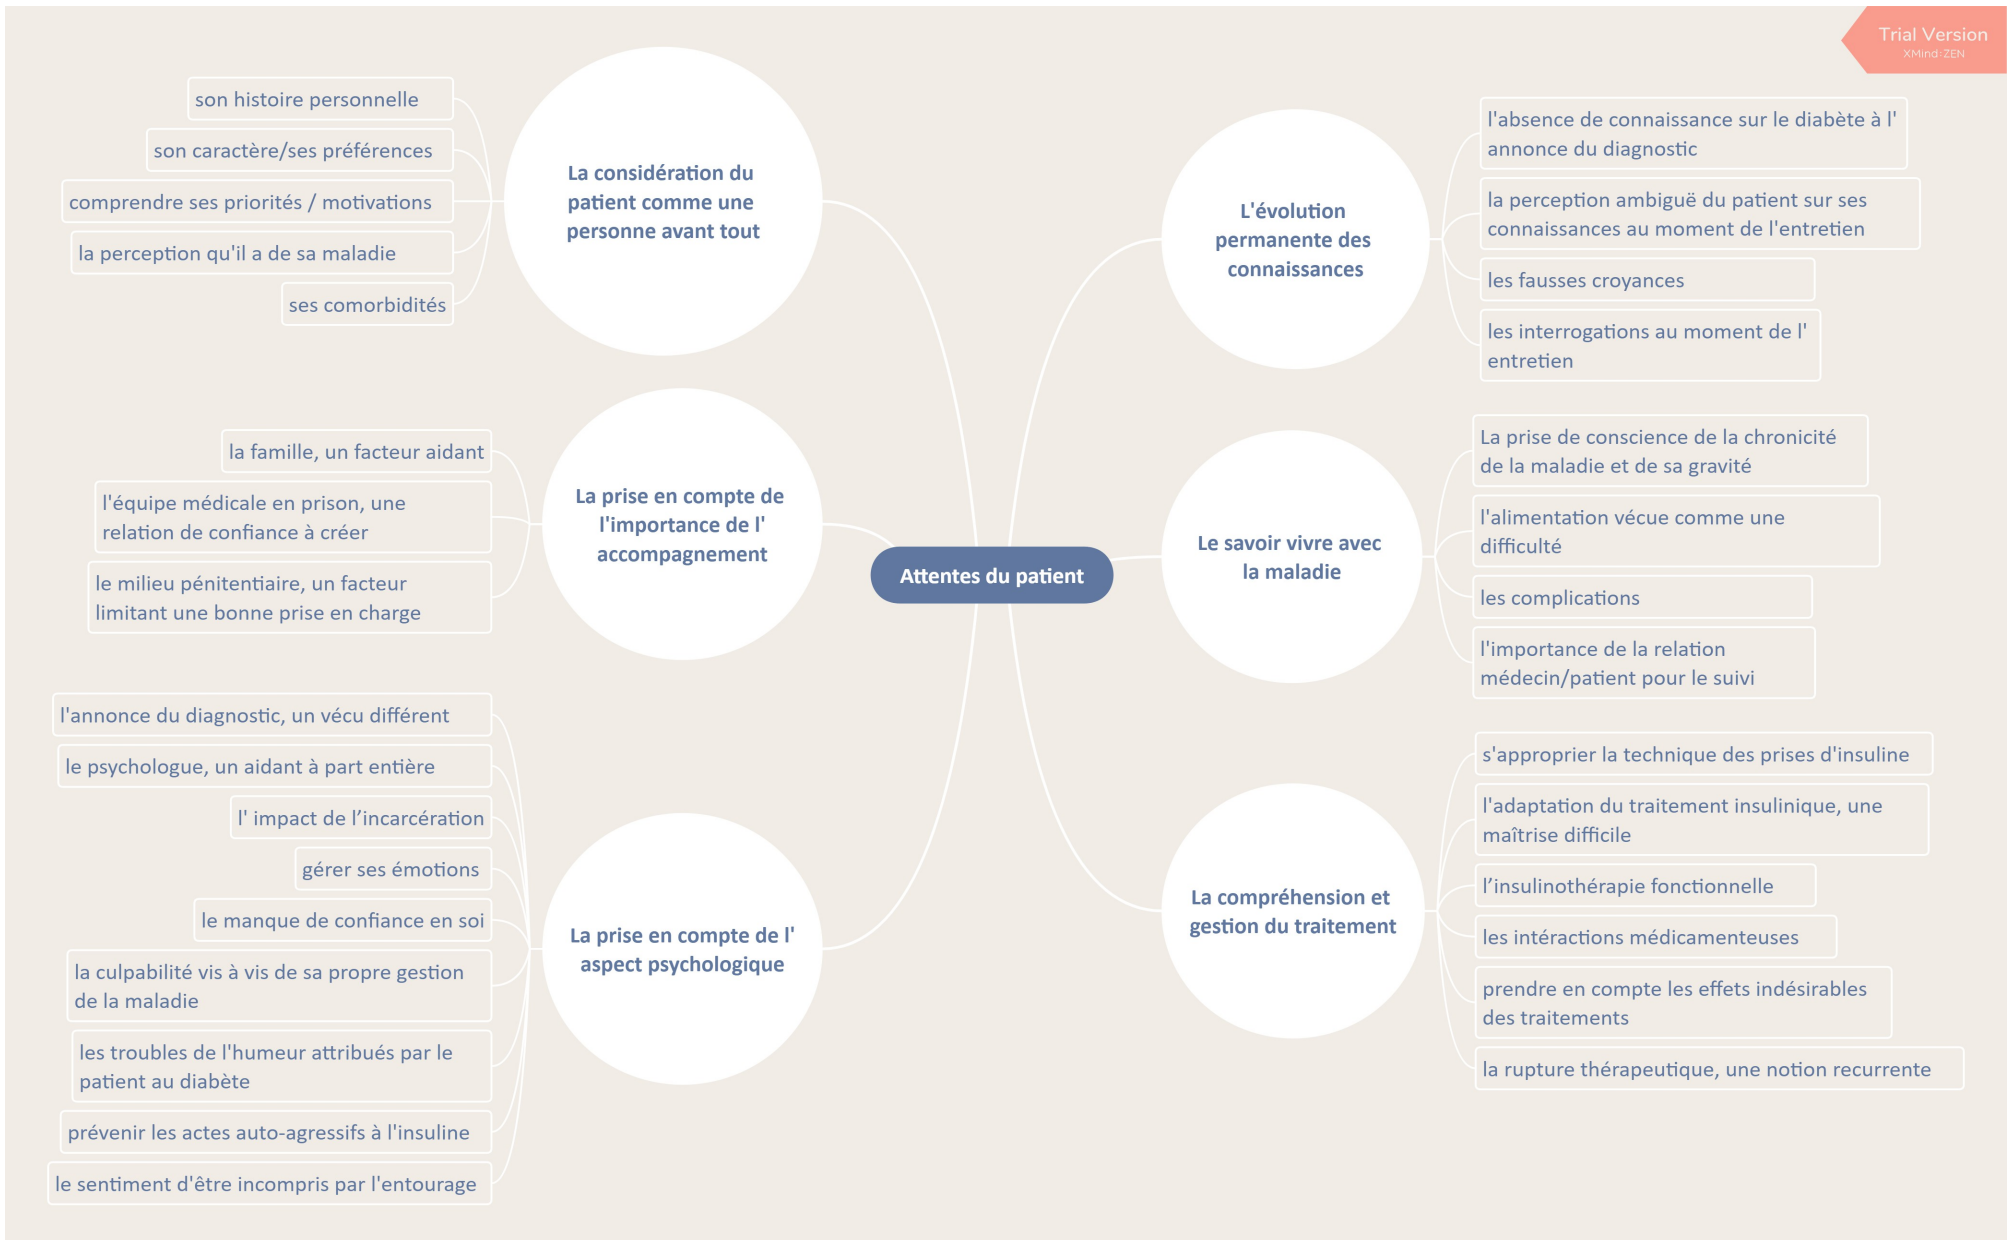 Trial Version
XMind:ZEN
Attentes du patient
La considération du
patient comme une
personne avant tout
son histoire personnelle
son caractère/ses préférences
comprendre ses priorités / motivations
la perception qu'il a de sa maladie
ses comorbidités
La prise en compte de
l'importance de l'
accompagnement
la famille, un facteur aidant
l'équipe médicale en prison, une
relation de confiance à créer
le milieu pénitentiaire, un facteur
limitant une bonne prise en charge
La prise en compte de l'
aspect psychologique
l'annonce du diagnostic, un vécu différent
le psychologue, un aidant à part entière
l' impact de l’incarcération
gérer ses émotions
le manque de confiance en soi
la culpabilité vis à vis de sa propre gestion
de la maladie
les troubles de l'humeur attribués par le
patient au diabète
prévenir les actes auto-agressifs à l'insuline
le sentiment d'être incompris par l'entourage
L'évolution
permanente des
connaissances
l'absence de connaissance sur le diabète à l'
annonce du diagnostic
la perception ambiguë du patient sur ses
connaissances au moment de l'entretien
les fausses croyances
les interrogations au moment de l'
entretien
Le savoir vivre avec
la maladie
La prise de conscience de la chronicité
de la maladie et de sa gravité
l'alimentation vécue comme une
difficulté
les complications
l'importance de la relation
médecin/patient pour le suivi
La compréhension et
gestion du traitement
s'approprier la technique des prises d'insuline
l'adaptation du traitement insulinique, une
maîtrise difficile
l’insulinothérapie fonctionnelle
les intéractions médicamenteuses
prendre en compte les effets indésirables
des traitements
la rupture thérapeutique, une notion recurrente